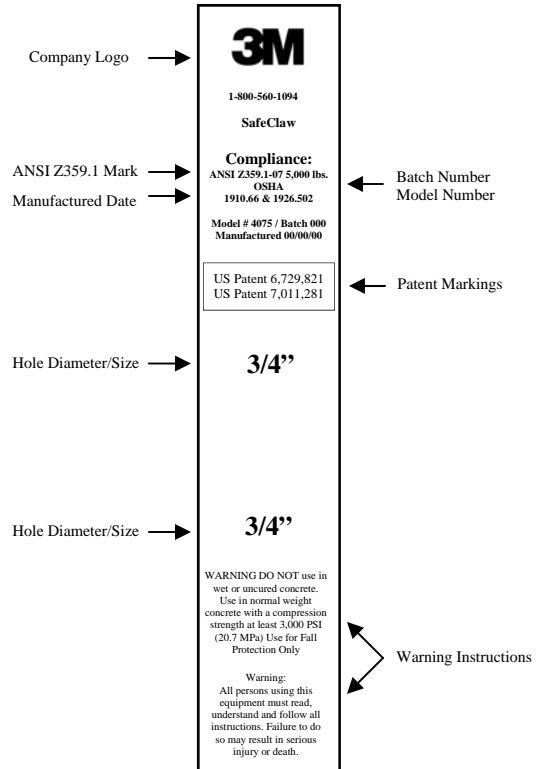 3M
Company Logo
1-800-560-1094
SafeClaw
Compliance:
ANSI Z359.1 Mark
ANSI Z359.1-07 5,000 lbs.
OSHA
Batch Number
Manufactured Date
1910.66 & 1926.502
Model Number
Model # 4075 / Batch 000
Manufactured 00/00/00
US Patent 6,729,821
US Patent 7,011,281
Patent Markings
Hole Diameter/Size
3/4”
Hole Diameter/Size
3/4”
WARNING DO NOT use in
wet or uncured concrete.
Use in normal weight
concrete with a compression
strength at least 3,000 PSI
(20.7 MPa) Use for Fall
Protection Only
Warning Instructions
Warning:
All persons using this
equipment must read,
understand and follow all
instructions. Failure to do
so may result in serious
injury or death.